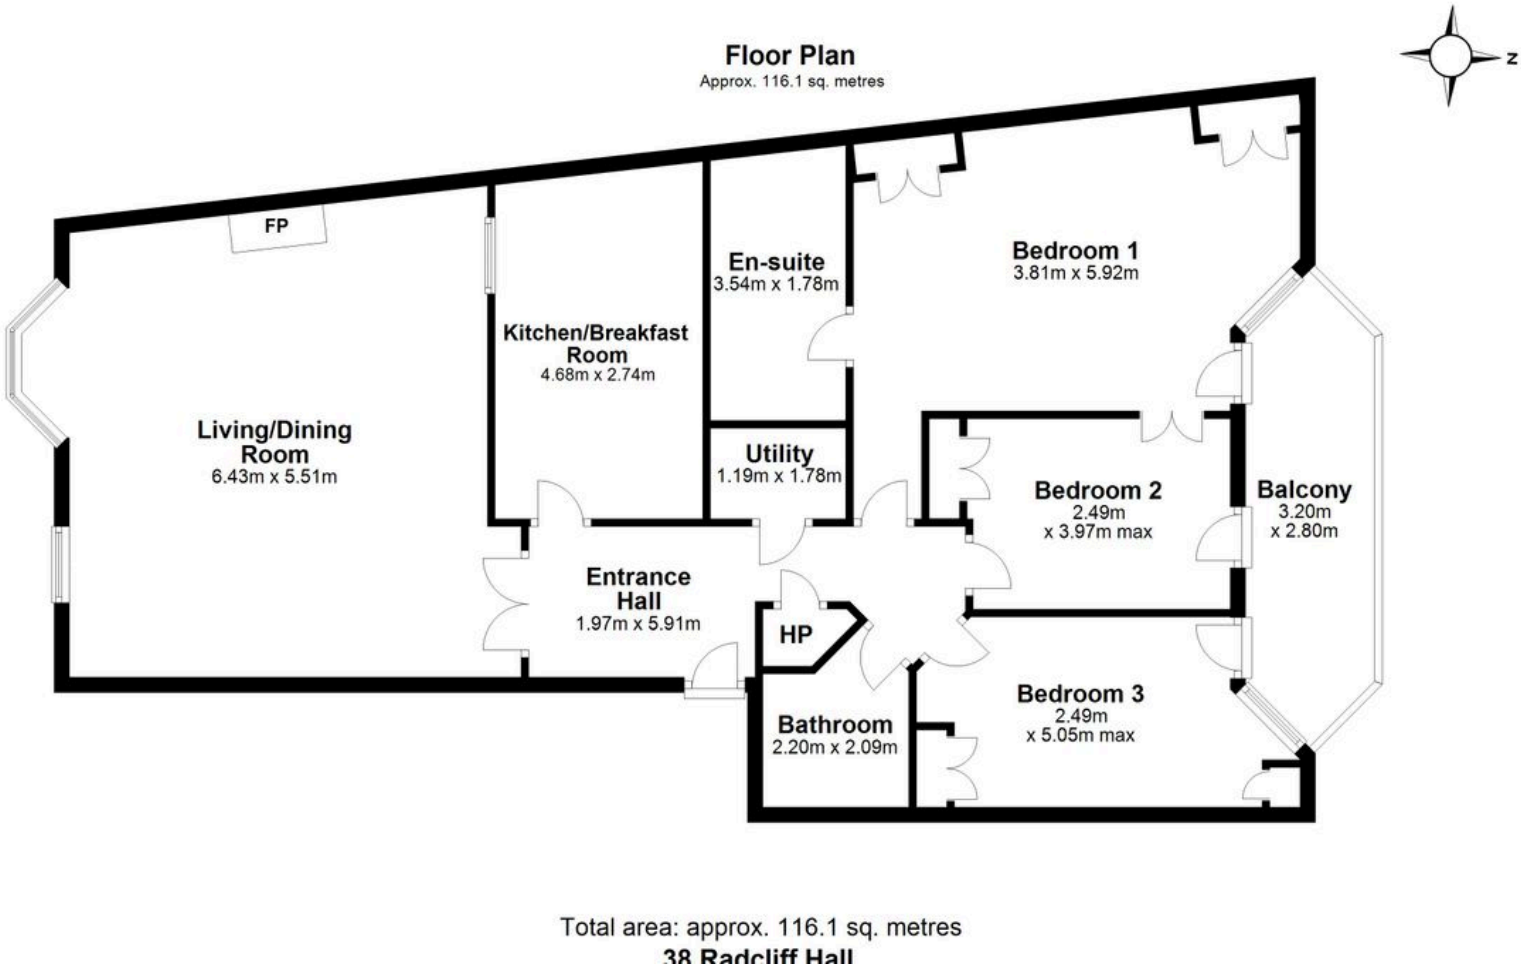 Floor Plan
Approx. 116.1 sq. metres
N
FP
Living/Dining
Room
6.43m x 5.51m
Kitchen/Breakfast
Room
4.68m x 2.74m
En-suite
3.54m x 1.78m
Utility
1.19m x 1.78m
Bedroom 1
3.81m x 5.92m
Bedroom 2
2.49m
x 3.97m max
Balcony
3.20m
x 2.80m
Entrance
Hall
1.97m x 5.91m
HP
Bathroom
2.20m x 2.09m
Bedroom 3
2.49m
x 5.05m max
Total area: approx. 116.1 sq. metres
38 Radcliff Hall